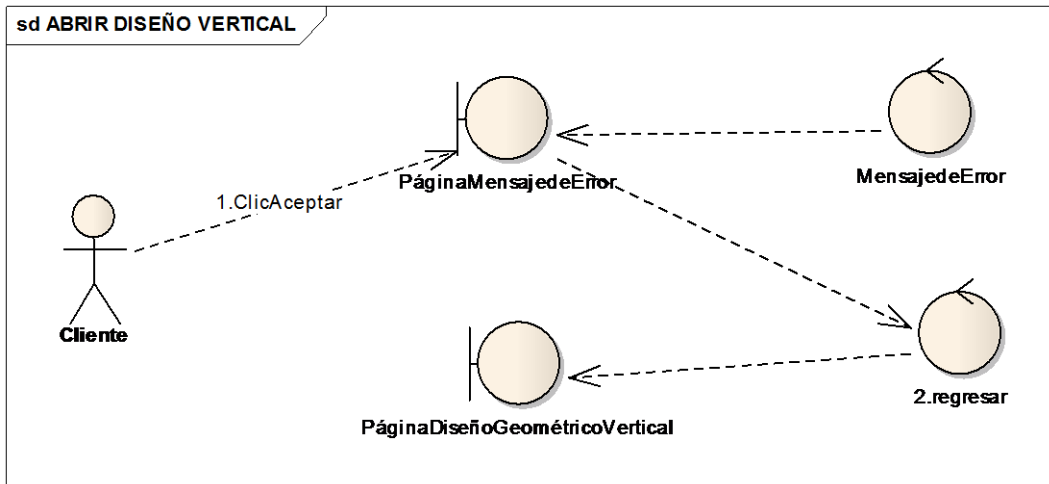 sd ABRIR DISEÑO VERTICAL
PáginaMensajedeError
MensajedeError
1.ClicAceptar
Cliente
2.regresar
PáginaDiseñoGeométricoVertical